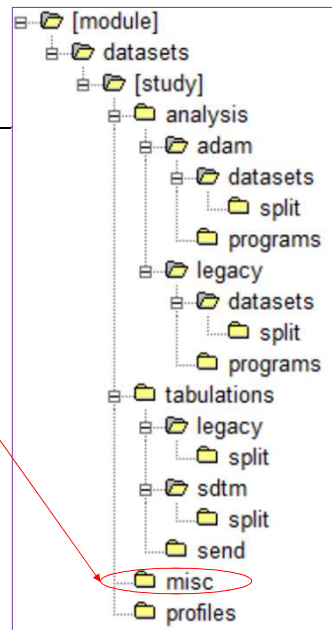 [module]
datasets
[study]
analysis
adam
datasets
split
programs
legacy
datasets
split
programs
tabulations
legacy
split
sdtm
split
send
misc
profiles